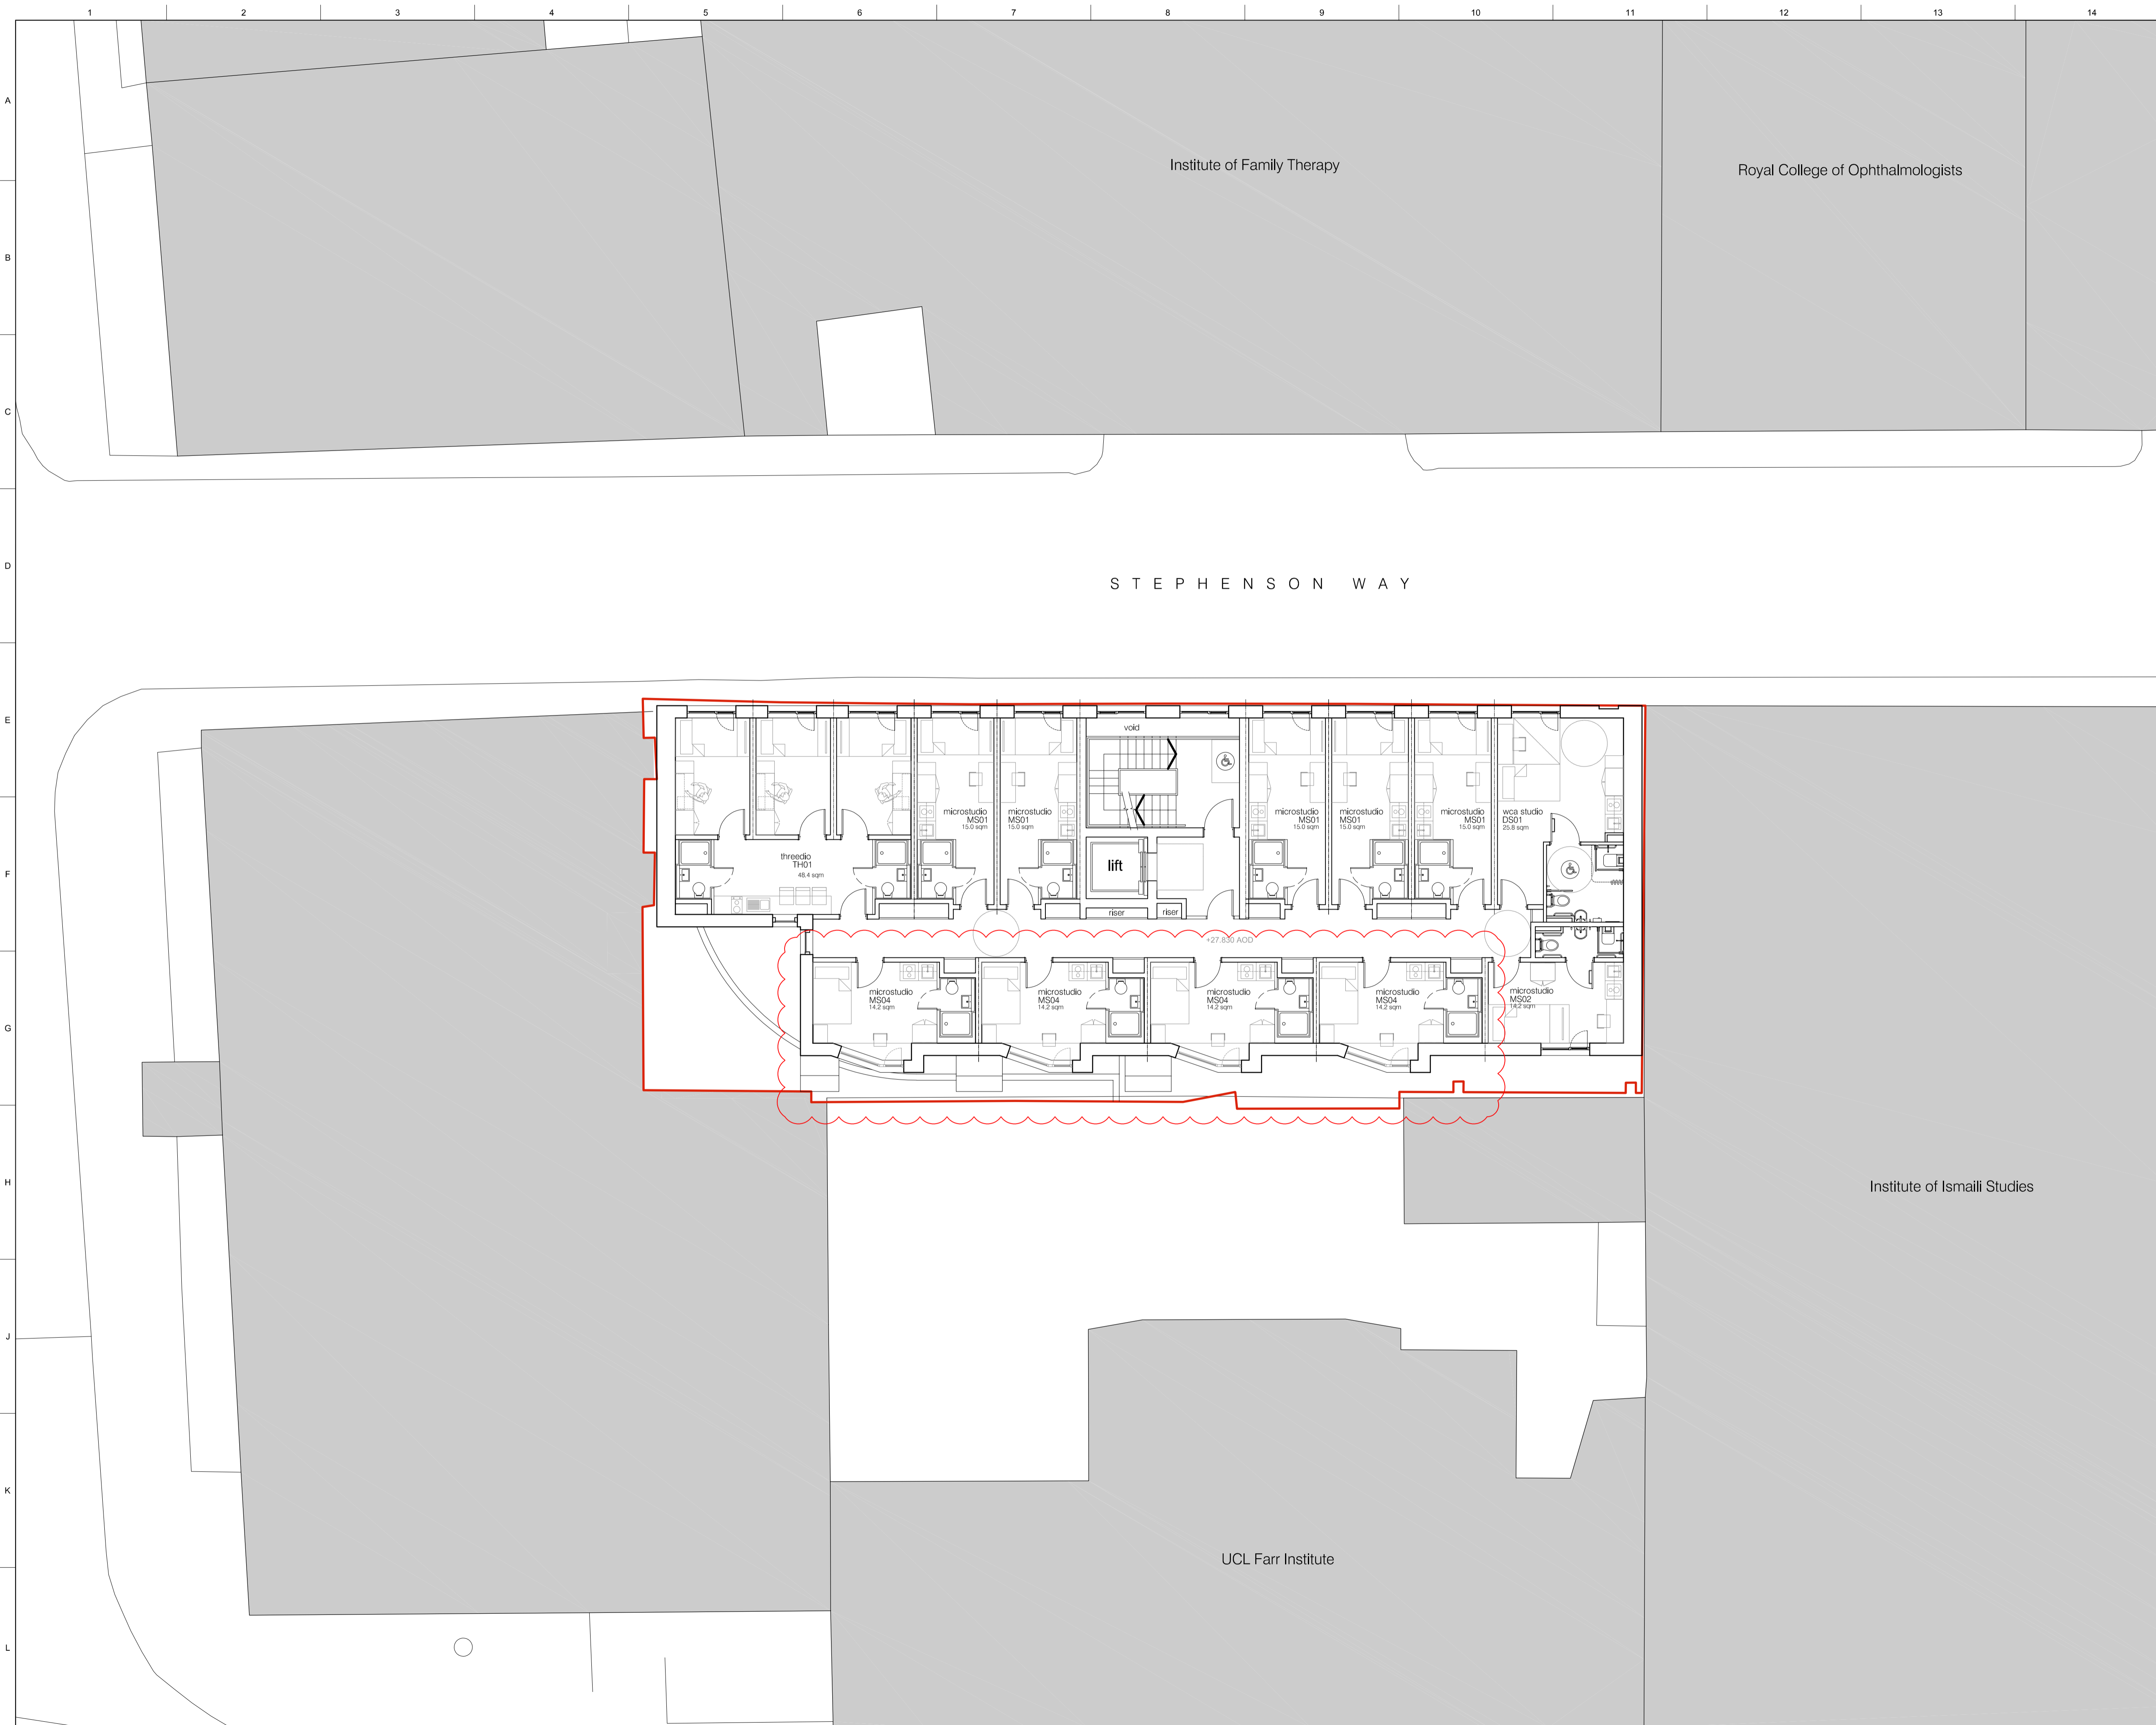 1 2 3 4 5 6 7 8 9 10 11 12 13 14
A
Institute of Family Therapy
Royal College of Ophthalmologists
B
C
D
STEPHENSON WAY
E
void
microstudio
MS01
15.0 sqm
microstudio
MS01
15.0 sqm
microstudio
MS01
15.0 sqm
microstudio
MS01
15.0 sqm
microstudio
MS01
15.0 sqm
wca studio
DS01
25.8 sqm
threedio
TH01
48.4 sqm
lift
F
riser
riser
+27.830 AOD
microstudio
MS04
14.2 sqm
microstudio
MS04
14.2 sqm
microstudio
MS04
14.2 sqm
microstudio
MS04
14.2 sqm
microstudio
MS02
14.2 sqm
G
H
Institute of Ismaili Studies
J
K
UCL Farr Institute
L